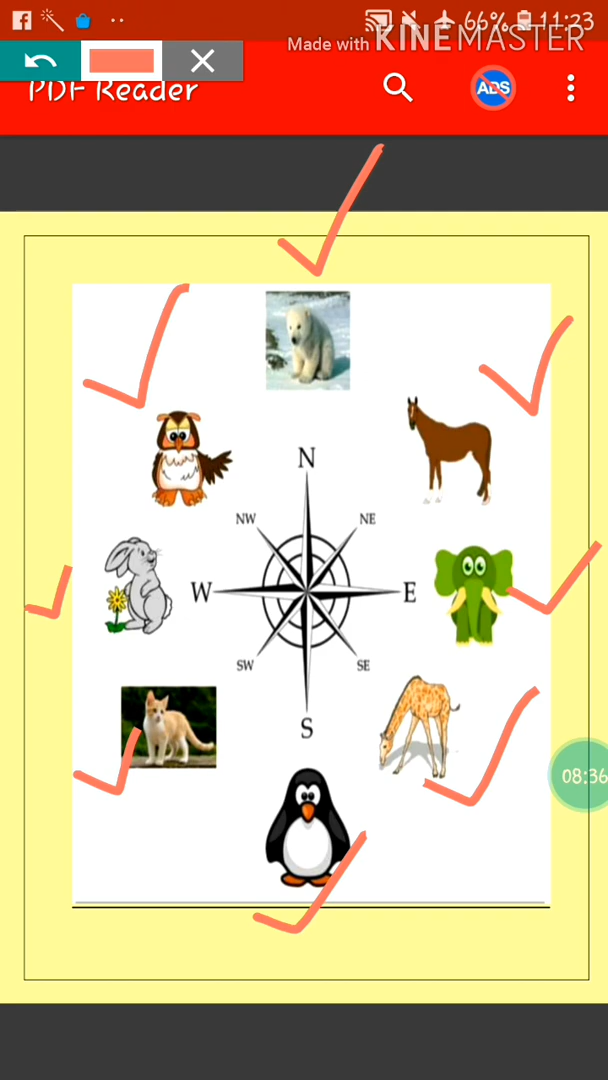 66% 11:23
Made with KINEMASTER
PDF Reader
ADS
N
NW
NE
W
E
SW
SE
S
08:36